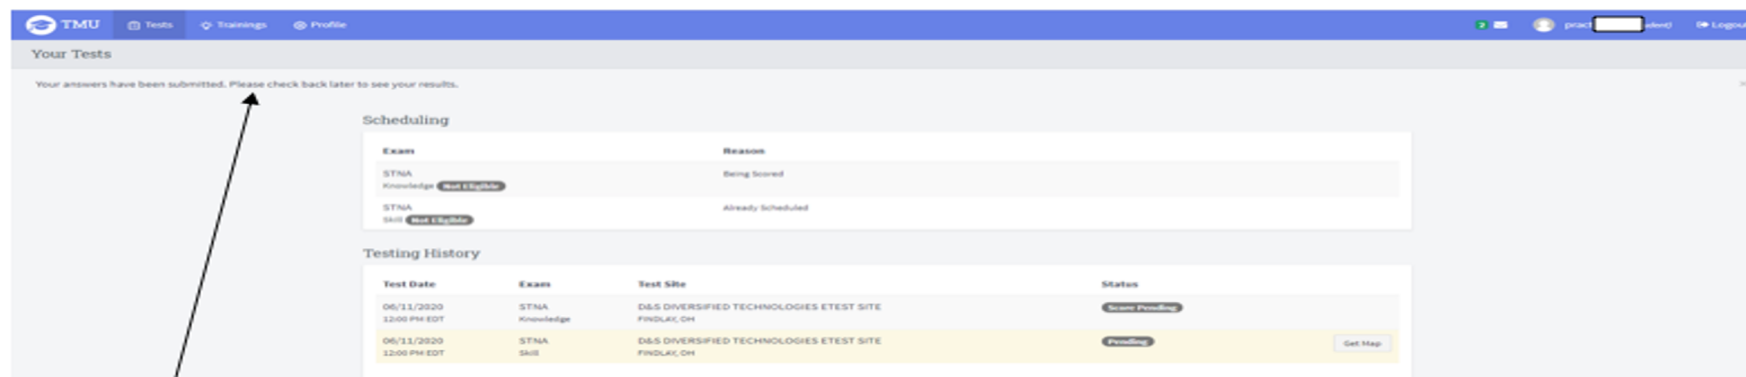 TMU Tests Trainings Profile 2 pract udent) Logou
Your Tests
Your answers have been submitted. Please check back later to see your results.
Scheduling
Exam Reason
STNA Being Scored
Knowledge Not Eligible
STNA Already Scheduled
Skill Not Eligible
Testing History
Test Date Exam Test Site Status
06/11/2020 STNA D&S DIVERSIFIED TECHNOLOGIES ETEST SITE Score Pending
12:00 PM EDT Knowledge FINDLAY, OH
06/11/2020 STNA D&S DIVERSIFIED TECHNOLOGIES ETEST SITE Pending Get Map
12:00 PM EDT Skill FINDLAY, OH